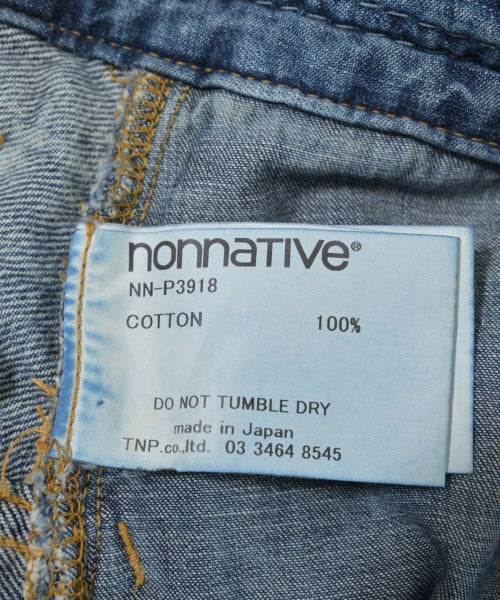 nonnative®
NN-P3918
COTTON 100%
DO NOT TUMBLE DRY
made in Japan
TNP.co.,ltd. 03 3464 8545